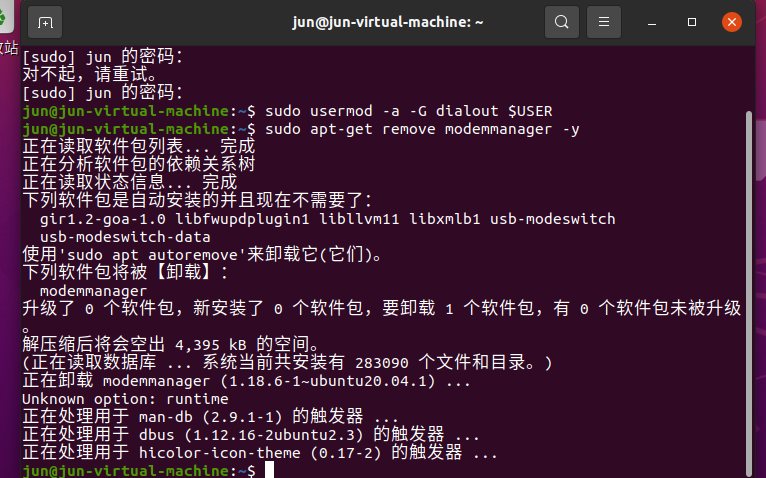 jun@jun-virtual-machine: ~
[sudo] jun 的密码：
对不起，请重试。
[sudo] jun 的密码：
jun@jun-virtual-machine:~$ sudo usermod -a -G dialout $USER
jun@jun-virtual-machine:~$ sudo apt-get remove modemmanager -y
正在读取软件包列表... 完成
正在分析软件包的依赖关系树
正在读取状态信息... 完成
下列软件包是自动安装的并且现在不需要了：
gir1.2-goa-1.0 libfwupdplugin1 libllvm11 libxmlb1 usb-modeswitch
usb-modeswitch-data
使用'sudo apt autoremove'来卸载它(它们)。
下列软件包将被【卸载】：
modemmanager
升级了 0 个软件包，新安装了 0 个软件包，要卸载 1 个软件包，有 0 个软件包未被升级
。
解压缩后将会空出 4,395 kB 的空间。
(正在读取数据库 ... 系统当前共安装有 283090 个文件和目录。)
正在卸载 modemmanager (1.18.6-1~ubuntu20.04.1) ...
Unknown option: runtime
正在处理用于 man-db (2.9.1-1) 的触发器 ...
正在处理用于 dbus (1.12.16-2ubuntu2.3) 的触发器 ...
正在处理用于 hicolor-icon-theme (0.17-2) 的触发器 ...
jun@jun-virtual-machine:~$